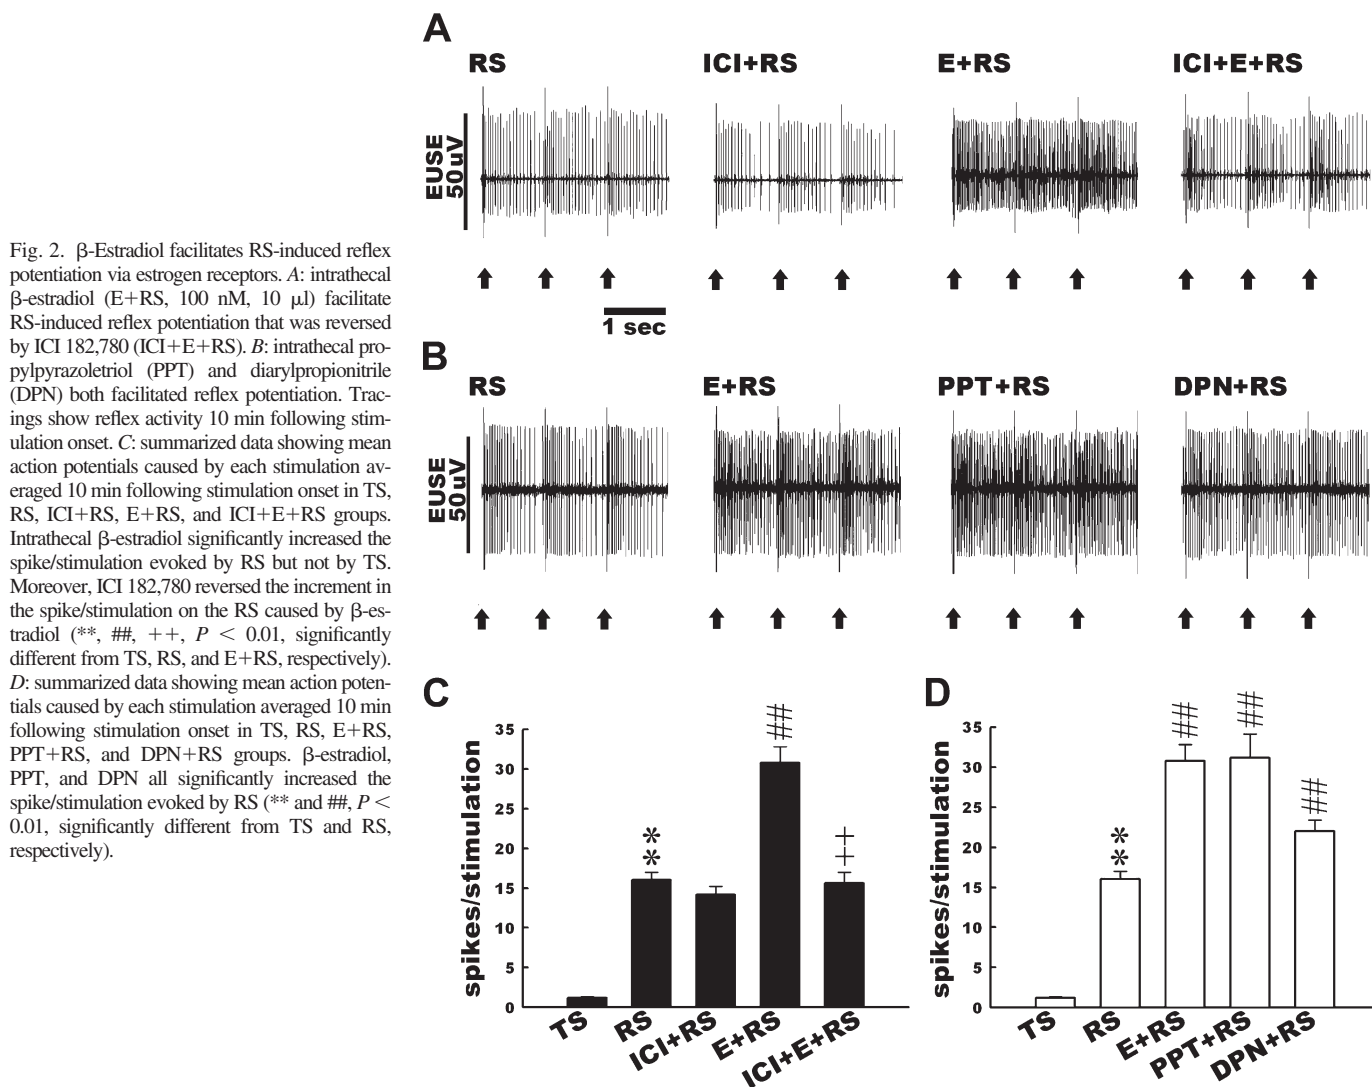 Fig. 2. β-Estradiol facilitates RS-induced reflex
potentiation via estrogen receptors. A: intrathecal
β-estradiol (E+RS, 100 nM, 10 μl) facilitate
RS-induced reflex potentiation that was reversed
by ICI 182,780 (ICI+E+RS). B: intrathecal pro-
pylpyrazoletriol (PPT) and diarylpropionitrile
(DPN) both facilitated reflex potentiation. Trac-
ings show reflex activity 10 min following stim-
ulation onset. C: summarized data showing mean
action potentials caused by each stimulation av-
eraged 10 min following stimulation onset in TS,
RS, ICI+RS, E+RS, and ICI+E+RS groups.
Intrathecal β-estradiol significantly increased the
spike/stimulation evoked by RS but not by TS.
Moreover, ICI 182,780 reversed the increment in
the spike/stimulation on the RS caused by β-es-
tradiol (**, ##, ++, P < 0.01, significantly
different from TS, RS, and E+RS, respectively).
D: summarized data showing mean action poten-
tials caused by each stimulation averaged 10 min
following stimulation onset in TS, RS, E+RS,
PPT+RS, and DPN+RS groups. β-estradiol,
PPT, and DPN all significantly increased the
spike/stimulation evoked by RS (** and ##, P <
0.01, significantly different from TS and RS,
respectively).
A
RS
ICI+RS
E+RS
ICI+E+RS
EUSE
50 uV
1 sec
B
RS
E+RS
PPT+RS
DPN+RS
EUSE
50 uV
C
spikes/stimulation
35
30
25
20
15
10
5
0
**
##
++
TS
RS
ICI+RS
E+RS
ICI+E+RS
D
spikes/stimulation
35
30
25
20
15
10
5
0
**
##
##
##
TS
RS
E+RS
PPT+RS
DPN+RS